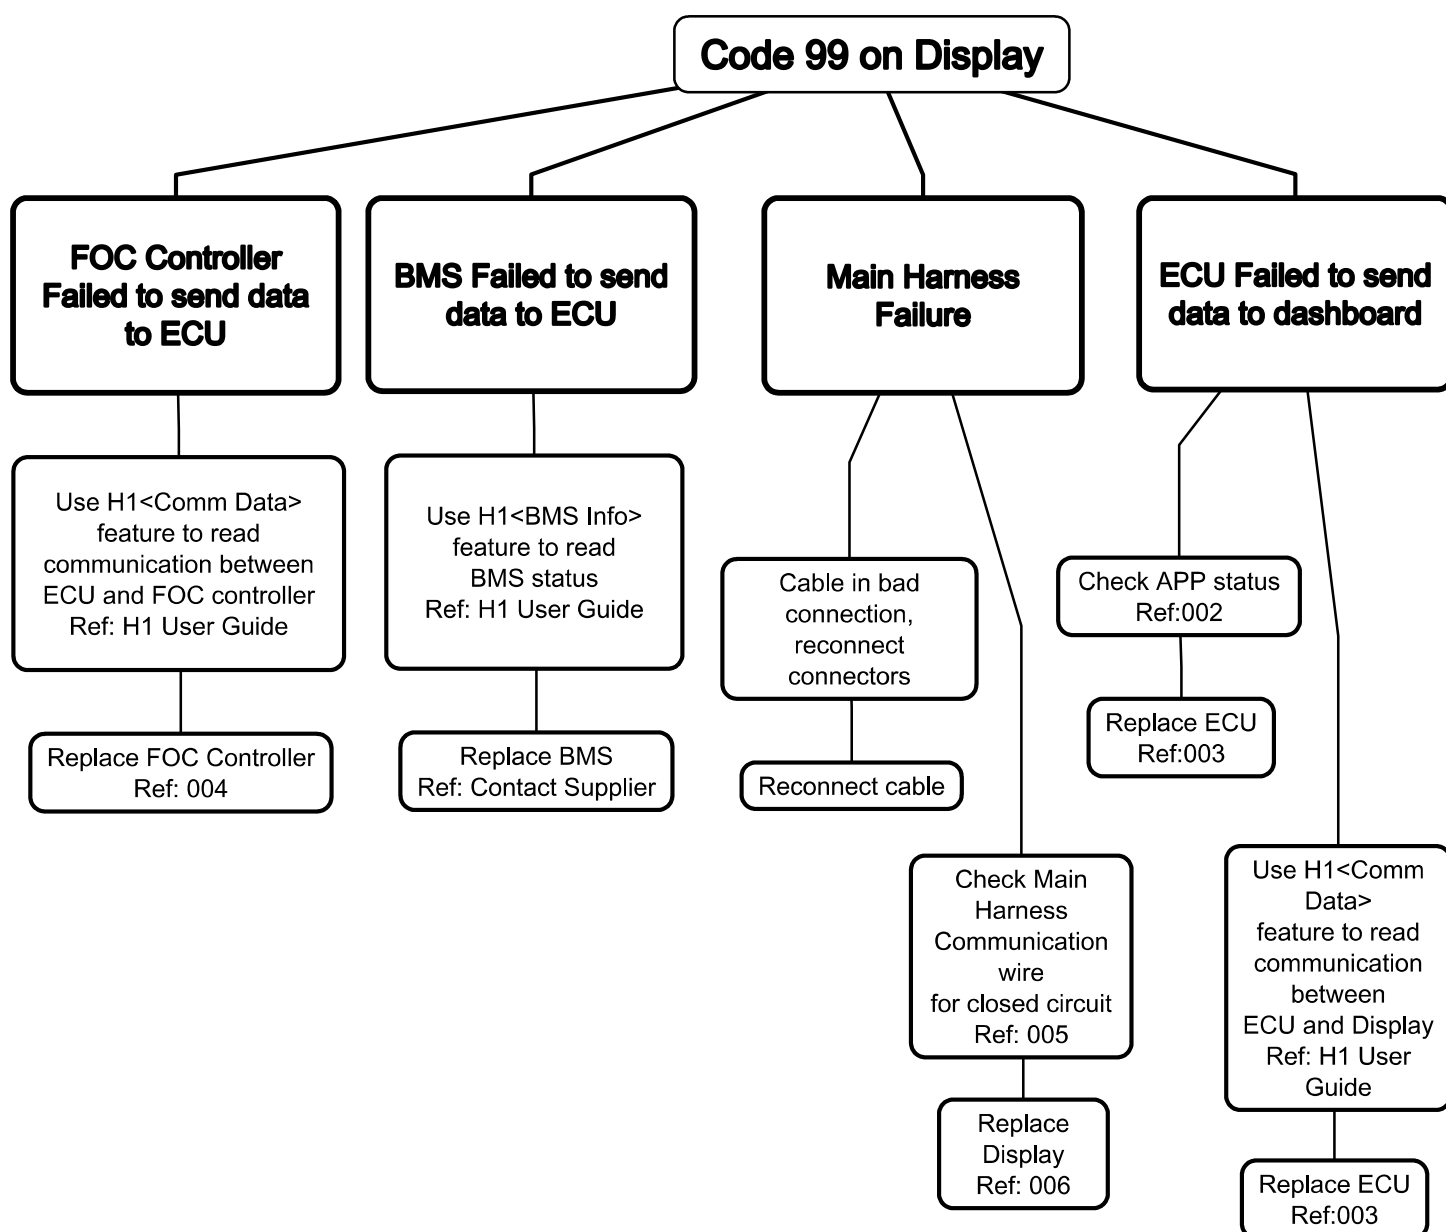 Code 99 on Display
FOC Controller
Failed to send data
to ECU
BMS Failed to send
data to ECU
Main Harness
Failure
ECU Failed to send
data to dashboard
Use H1<Comm Data>
feature to read
communication between
ECU and FOC controller
Ref: H1 User Guide
Use H1<BMS Info>
feature to read
BMS status
Ref: H1 User Guide
Cable in bad
connection,
reconnect
connectors
Check APP status
Ref:002
Replace FOC Controller
Ref: 004
Replace BMS
Ref: Contact Supplier
Reconnect cable
Replace ECU
Ref:003
Check Main
Harness
Communication
wire
for closed circuit
Ref: 005
Use H1<Comm
Data>
feature to read
communication
between
ECU and Display
Ref: H1 User
Guide
Replace
Display
Ref: 006
Replace ECU
Ref:003